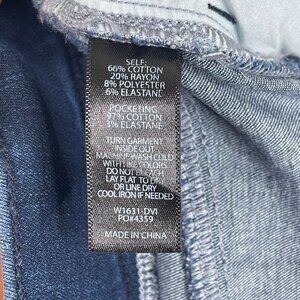 SELF:
66% COTTON
20% RAYON
8% POLYESTER
6% ELASTANE
POCKETING:
97% COTTON
3% ELASTANE
TURN GARMENT
INSIDE OUT
MACHINE WASH COLD
WITH LIKE COLORS
DO NOT BLEACH
LAY FLAT TO DRY
OR LINE DRY
COOL IRON IF NEEDED
W1631-DVI
PO#4359
MADE IN CHINA